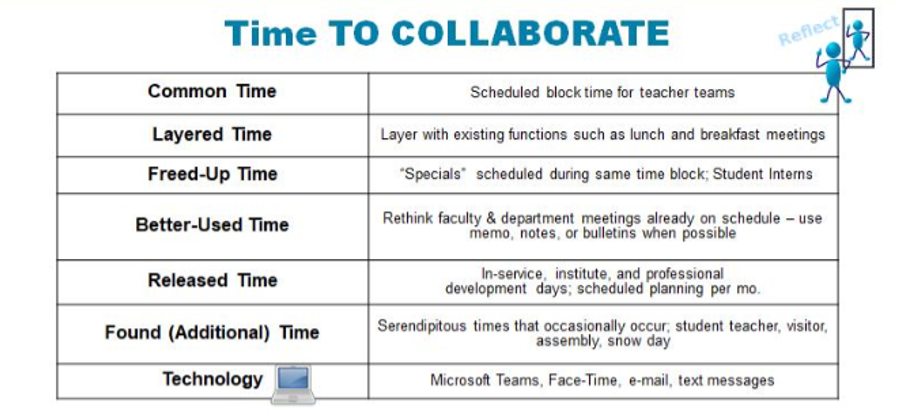 Time TO COLLABORATE
Reflect
Common Time
Scheduled block time for teacher teams
Layered Time
Layer with existing functions such as lunch and breakfast meetings
Freed-Up Time
"Specials" scheduled during same time block; Student Interns
Better-Used Time
Rethink faculty & department meetings already on schedule – use
memo, notes, or bulletins when possible
Released Time
In-service, institute, and professional
development days; scheduled planning per mo.
Found (Additional) Time
Serendipitous times that occasionally occur; student teacher, visitor,
assembly, snow day
Technology
Microsoft Teams, Face-Time, e-mail, text messages